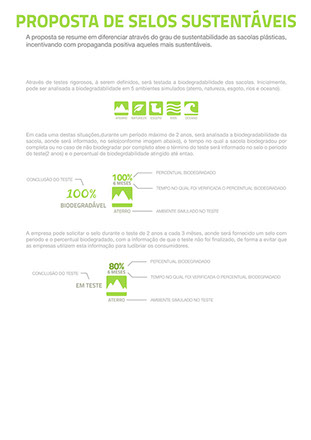 PROPOSTA DE SELOS SUSTENTÁVEIS
A proposta se resume em diferenciar através do grau de sustentabilidade as sacolas plásticas,
incentivando com propaganda positiva aqueles mais sustentáveis.
Através de testes rigorosos, à serem definidos, será testada a biodegradabilidade das sacolas. Inicialmente,
pode ser analisada a biodegradabilidade em 5 ambientes simulados (aterro, natureza, esgoto, rios e oceano).
ATERRO NATUREZA ESGOTO RIOS OCEANO
Em cada uma destas situações durante um período máximo de 2 anos, será analisada a biodegradabilidade da
sacola, aonde será informado, no selo(conforme imagem abaixo), o tempo no qual a sacola biodegradou por
completo ou no caso de não biodegradar por completo até o término do teste será informado no selo o período do
teste(2 anos) e o percentual de biodegrabilidade atingido até então.
PERCENTUAL BIODEGRADADO
CONCLUSÃO DO TESTE
100%
6 MESES
TEMPO NO QUAL FOI VERIFICADA O PERCENTUAL BIODEGRADADO
100%
BIODEGRADÁVEL
ATERRO
AMBIENTE SIMULADO NO TESTE
A empresa pode solicitar o selo durante o teste de 2 anos a cada 3 mêses, aonde será fornecido um selo com
período e o percentual biodegradado, com a informação de que o teste não foi finalizado, de forma a evitar que
as empresas utilizem esta informação para ludibriar os consumidores.
PERCENTUAL BIODEGRADADO
CONCLUSÃO DO TESTE
80%
6 MESES
TEMPO NO QUAL FOI VERIFICADA O PERCENTUAL BIODEGRADADO
EM TESTE
ATERRO
AMBIENTE SIMULADO NO TESTE